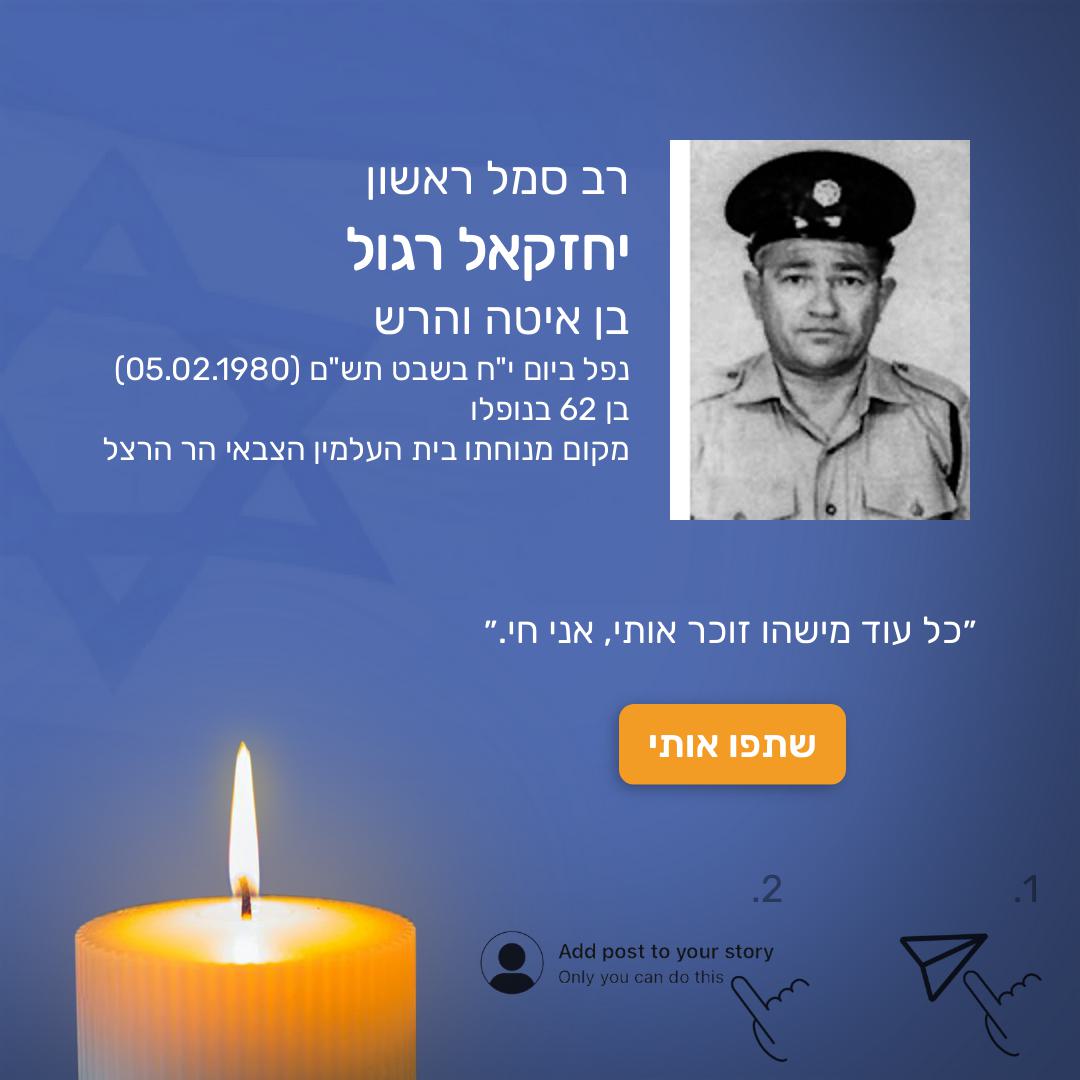 רב סמל ראשון
יחזקאל רגול
בן איטה והרש
נפל ביום י"ח בשבט תש"ם (05.02.1980)
בן 62 בנופלו
מקום מנוחתו בית העלמין הצבאי הר הרצל
״כל עוד מישהו זוכר אותי, אני חי.״
שתפו אותי
.1
.2
Add post to your story
Only you can do this